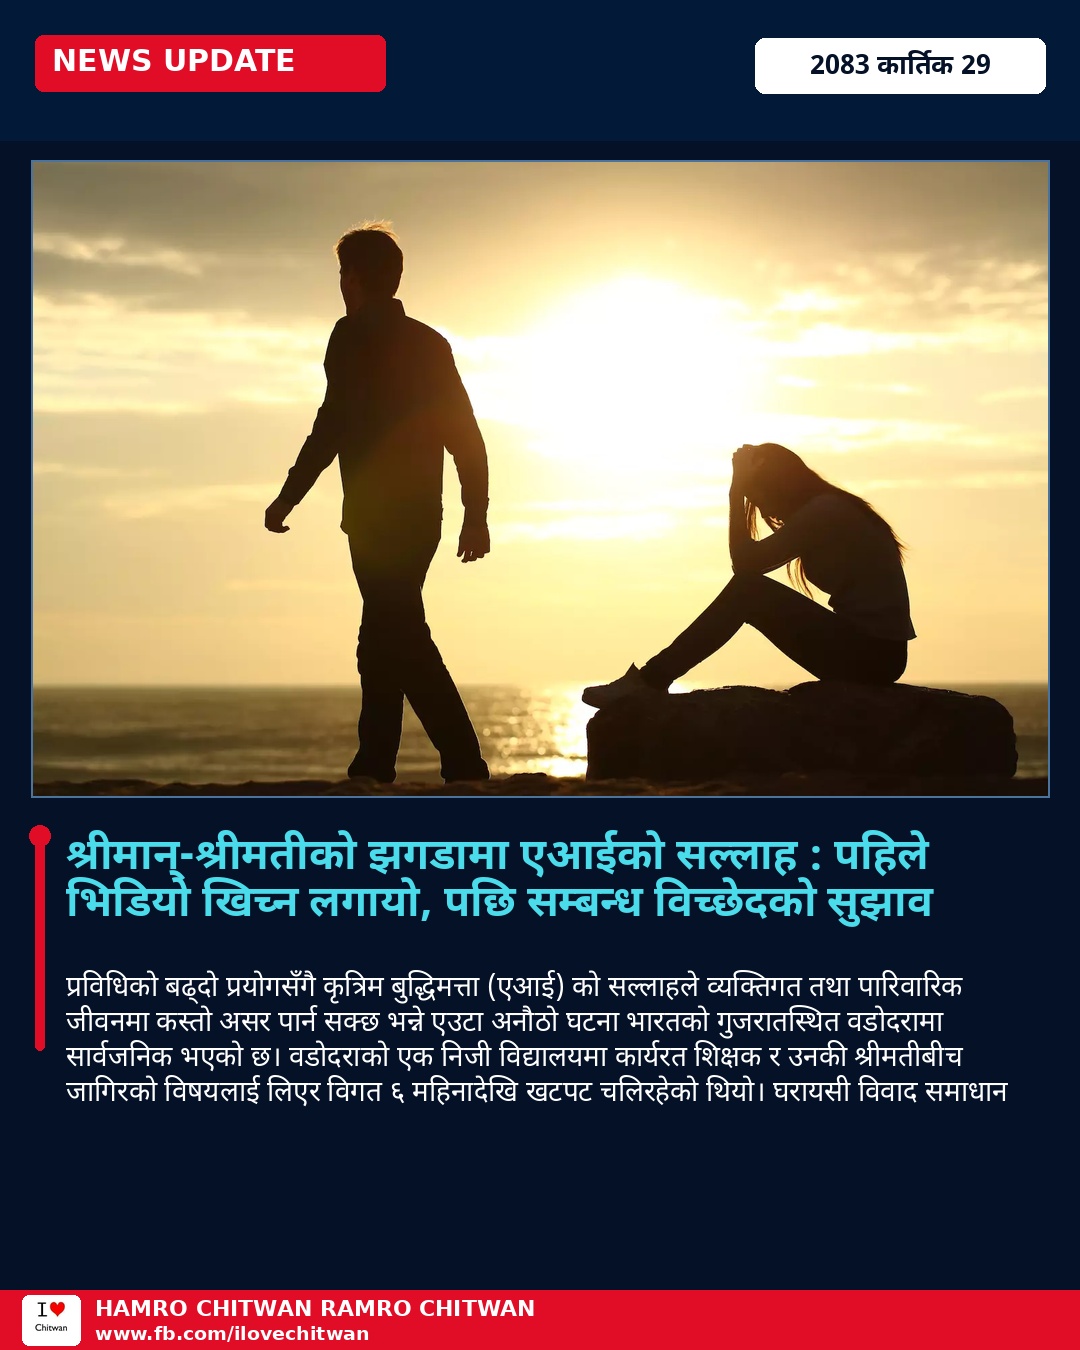 NEWS UPDATE
2083 कार्तिक 29
श्रीमान्-श्रीमतीको झगडामा एआईको सल्लाह : पहिले
भिडियो खिच्न लगायो, पछि सम्बन्ध विच्छेदको सुझाव
प्रविधिको बढ्दो प्रयोगसँगै कृत्रिम बुद्धिमत्ता (एआई) को सल्लाहले व्यक्तिगत तथा पारिवारिक
जीवनमा कस्तो असर पार्न सक्छ भन्ने एउटा अनौठो घटना भारतको गुजरातस्थित वडोदरामा
सार्वजनिक भएको छ। वडोदराको एक निजी विद्यालयमा कार्यरत शिक्षक र उनकी श्रीमतीबीच
जागिरको विषयलाई लिएर विगत ६ महिनादेखि खटपट चलिरहेको थियो। घरायसी विवाद समाधान
I❤
Chitwan
HAMRO CHITWAN RAMRO CHITWAN
www.fb.com/ilovechitwan